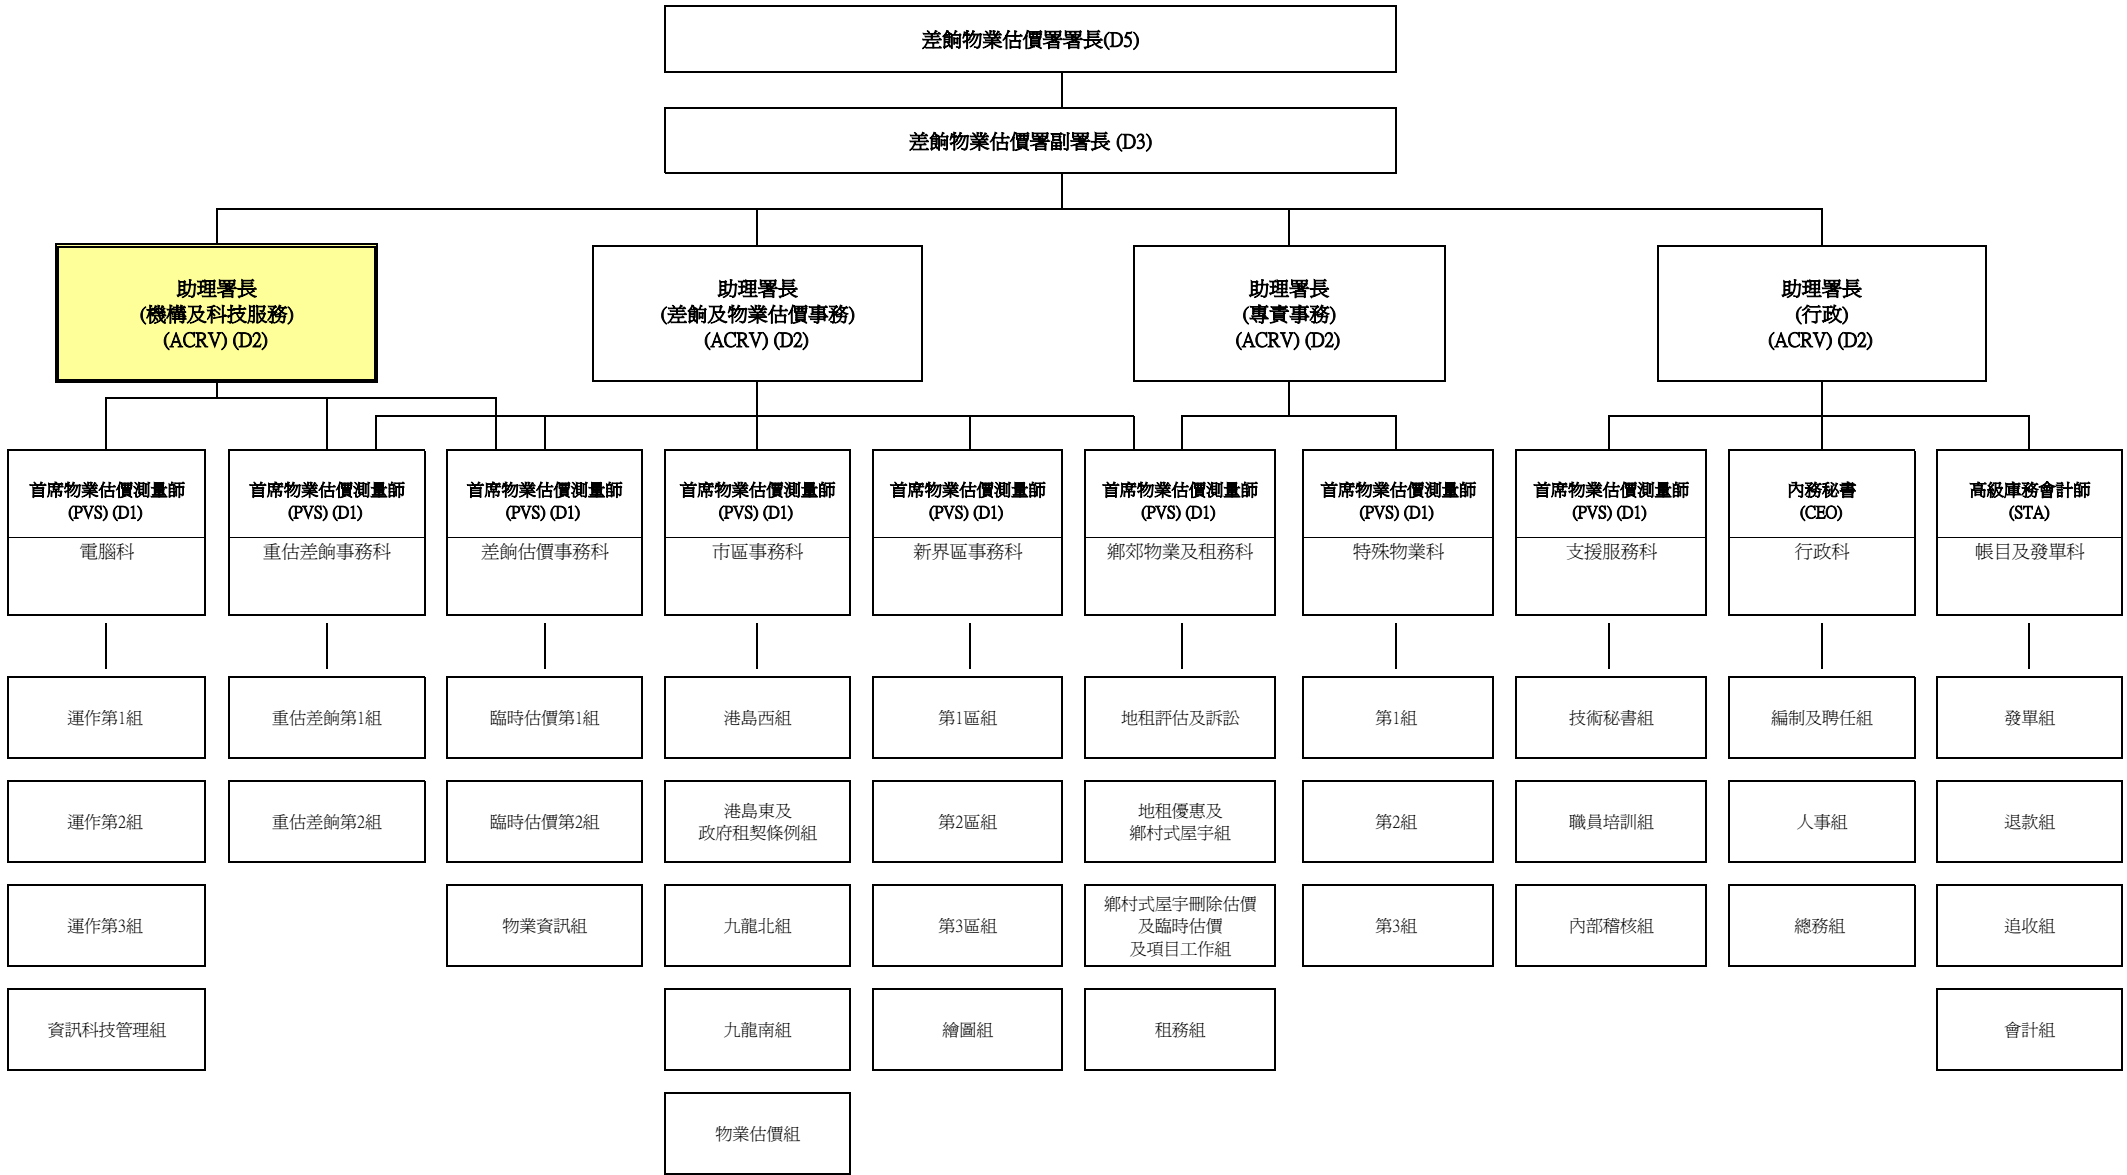 差餉物業估價署署長(D5)
差餉物業估價署副署長 (D3)
助理署長
(機構及科技服務)
(ACRV) (D2)
助理署長
(差餉及物業估價事務)
(ACRV) (D2)
助理署長
(專責事務)
(ACRV) (D2)
助理署長
(行政)
(ACRV) (D2)
首席物業估價測量師
(PVS) (D1)
電腦科
首席物業估價測量師
(PVS) (D1)
重估差餉事務科
首席物業估價測量師
(PVS) (D1)
差餉估價事務科
首席物業估價測量師
(PVS) (D1)
市區事務科
首席物業估價測量師
(PVS) (D1)
新界區事務科
首席物業估價測量師
(PVS) (D1)
鄉郊物業及租務科
首席物業估價測量師
(PVS) (D1)
特殊物業科
首席物業估價測量師
(PVS) (D1)
支援服務科
內務秘書
(CEO)
行政科
高級庫務會計師
(STA)
帳目及發單科
運作第1組
重估差餉第1組
臨時估價第1組
港島西組
第1區組
地租評估及訴訟
第1組
技術秘書組
編制及聘任組
發單組
運作第2組
重估差餉第2組
臨時估價第2組
港島東及
政府租契條例組
第2區組
地租優惠及
鄉村式屋宇組
第2組
職員培訓組
人事組
退款組
運作第3組
物業資訊組
九龍北組
第3區組
鄉村式屋宇刪除估價
及臨時估價
及項目工作組
第3組
內部稽核組
總務組
追收組
資訊科技管理組
九龍南組
繪圖組
租務組
會計組
物業估價組